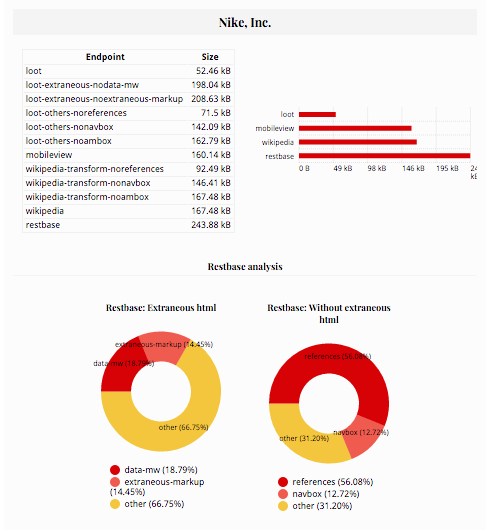 Nike, Inc.
Endpoint Size
loot 52.46 kB
loot-extraneous-nodata-mw 198.04 kB
loot-extraneous-noextraneous-markup 208.63 kB
loot-others-noreferences 71.5 kB
loot-others-nonavbox 142.09 kB
loot-others-noambox 162.79 kB
mobileview 160.14 kB
wikipedia-transform-noreferences 92.49 kB
wikipedia-transform-nonavbox 146.41 kB
wikipedia-transform-noambox 167.48 kB
wikipedia 167.48 kB
restbase 243.88 kB
loot
mobileview
wikipedia
restbase
0 B 49 kB 98 kB 146 kB 195 kB 24
kB
Restbase analysis
Restbase: Extraneous html
extraneous-markup (14.45%)
data-mw (18.79%)
other (66.75%)
data-mw (18.79%)
extraneous-markup
(14.45%)
other (66.75%)
Restbase: Without extraneous
html
references (56.08%)
navbox (12.72%)
other (31.20%)
references (56.08%)
navbox (12.72%)
other (31.20%)